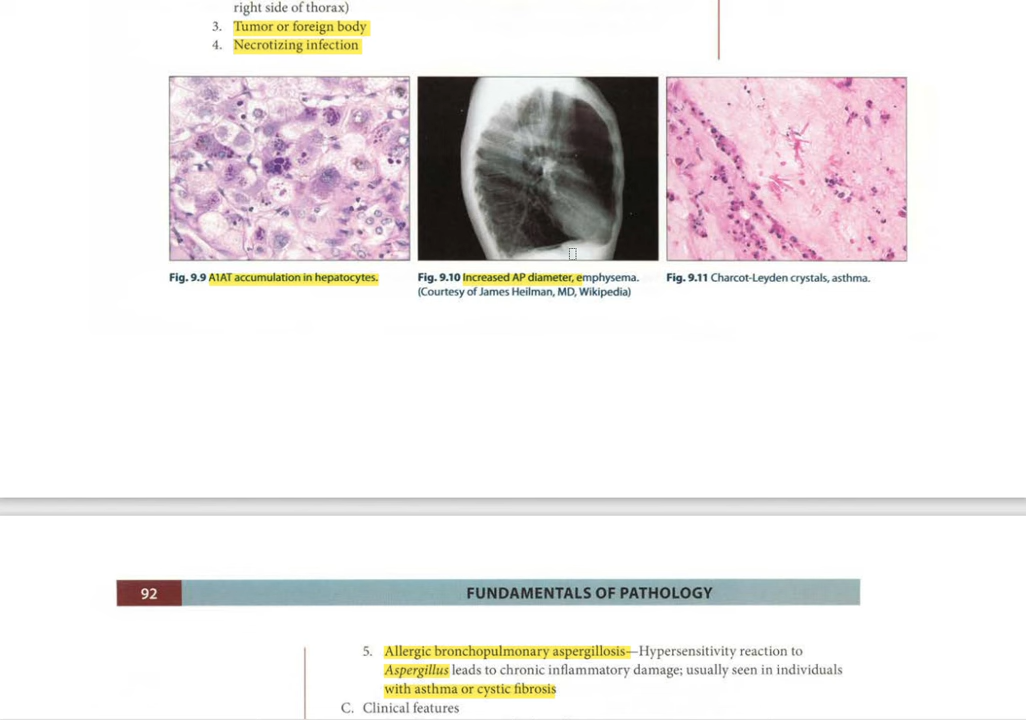 right side of thorax)
3. Tumor or foreign body
4. Necrotizing infection
Fig. 9.9 A1AT accumulation in hepatocytes.
Fig. 9.10 Increased AP diameter, emphysema.
(Courtesy of James Heilman, MD, Wikipedia)
Fig. 9.11 Charcot-Leyden crystals, asthma.
92 FUNDAMENTALS OF PATHOLOGY
5. Allergic bronchopulmonary aspergillosis—Hypersensitivity reaction to
Aspergillus leads to chronic inflammatory damage; usually seen in individuals
with asthma or cystic fibrosis
C. Clinical features